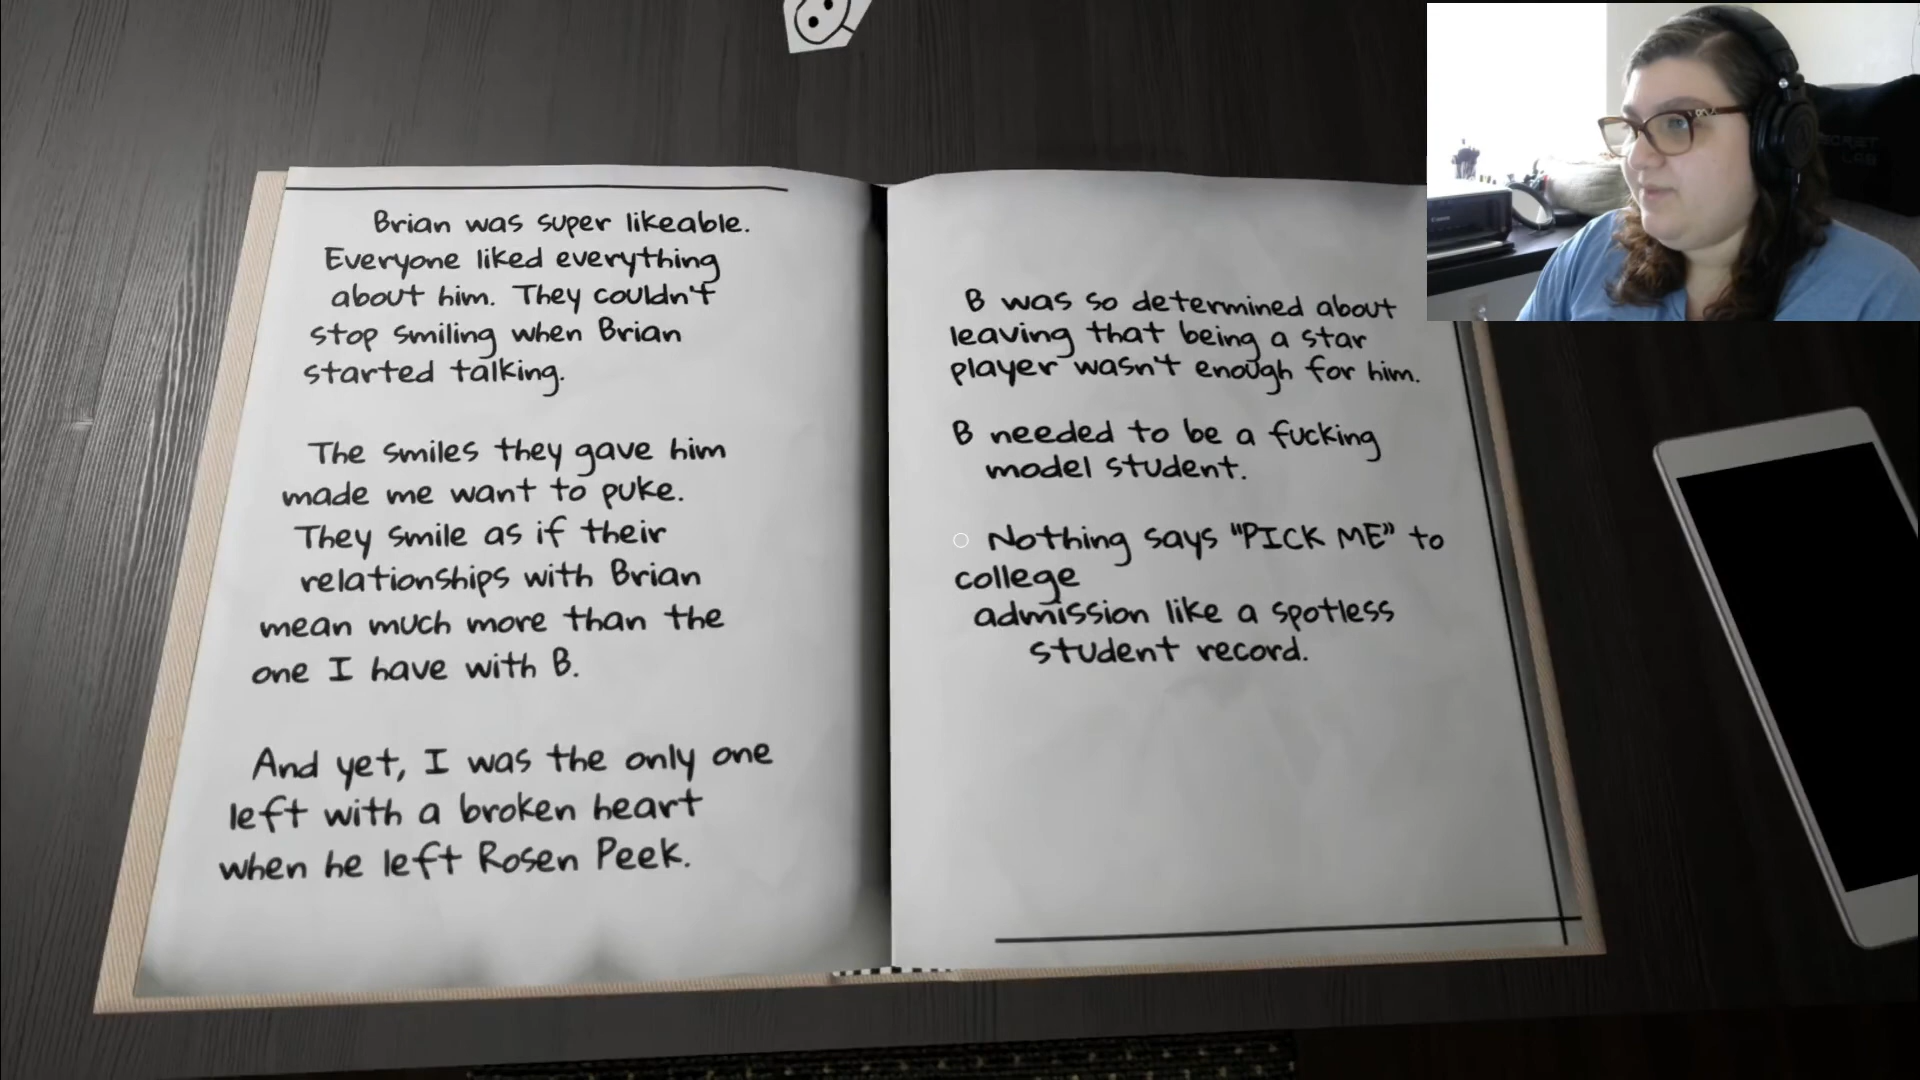 Brian was super likeable.
Everyone liked everything
about him. They couldn't
stop smiling when Brian
started talking.
The smiles they gave him
made me want to puke.
They smile as if their
relationships with Brian
mean much more than the
one I have with B.
And yet, I was the only one
left with a broken heart
when he left Rosen Peek.
B was so determined about
leaving that being a star
player wasn't enough for him.
B needed to be a fucking
model student.
Nothing says "PICK ME" to
college
admission like a spotless
student record.
Canon
SECRET
LAB